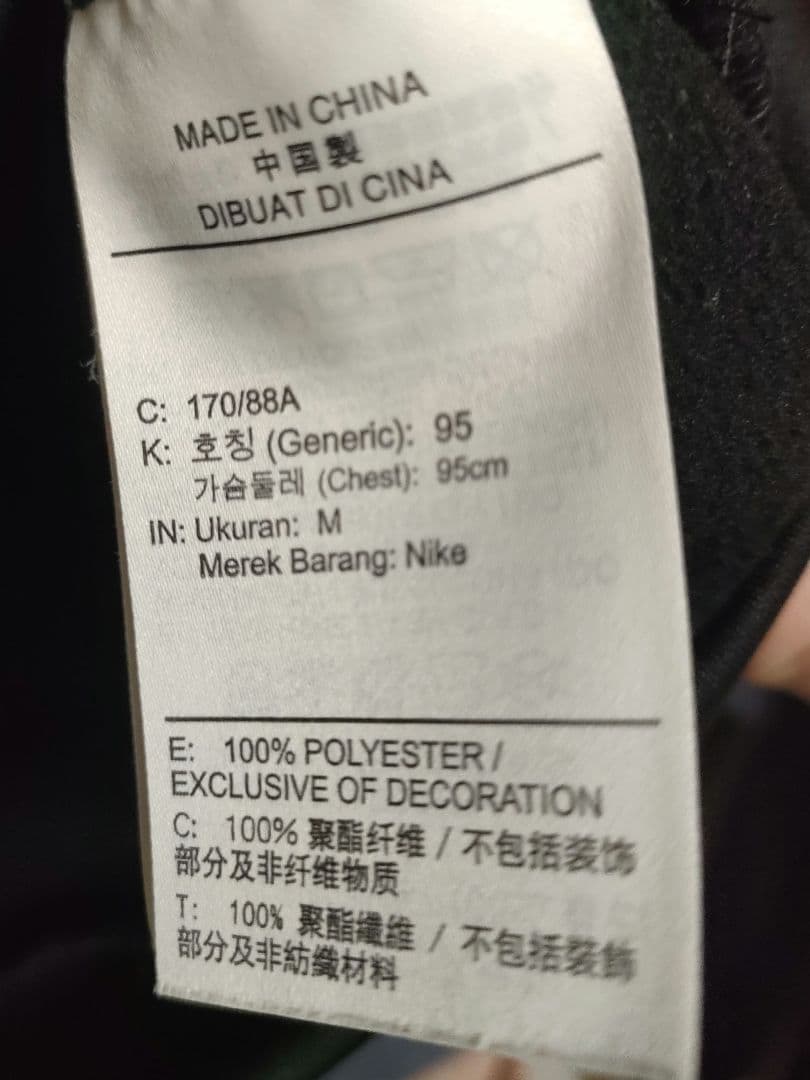 MADE IN CHINA
中国製
DIBUAT DI CINA
C: 170/88A
K: 호칭 (Generic): 95
가슴둘레 (Chest): 95cm
IN: Ukuran: M
Merek Barang: Nike
E: 100% POLYESTER /
EXCLUSIVE OF DECORATION
C: 100% 聚酯纤维 / 不包括装饰
部分及非纤维物质
T: 100% 聚酯纖維 / 不包括裝飾
部分及非紡織材料